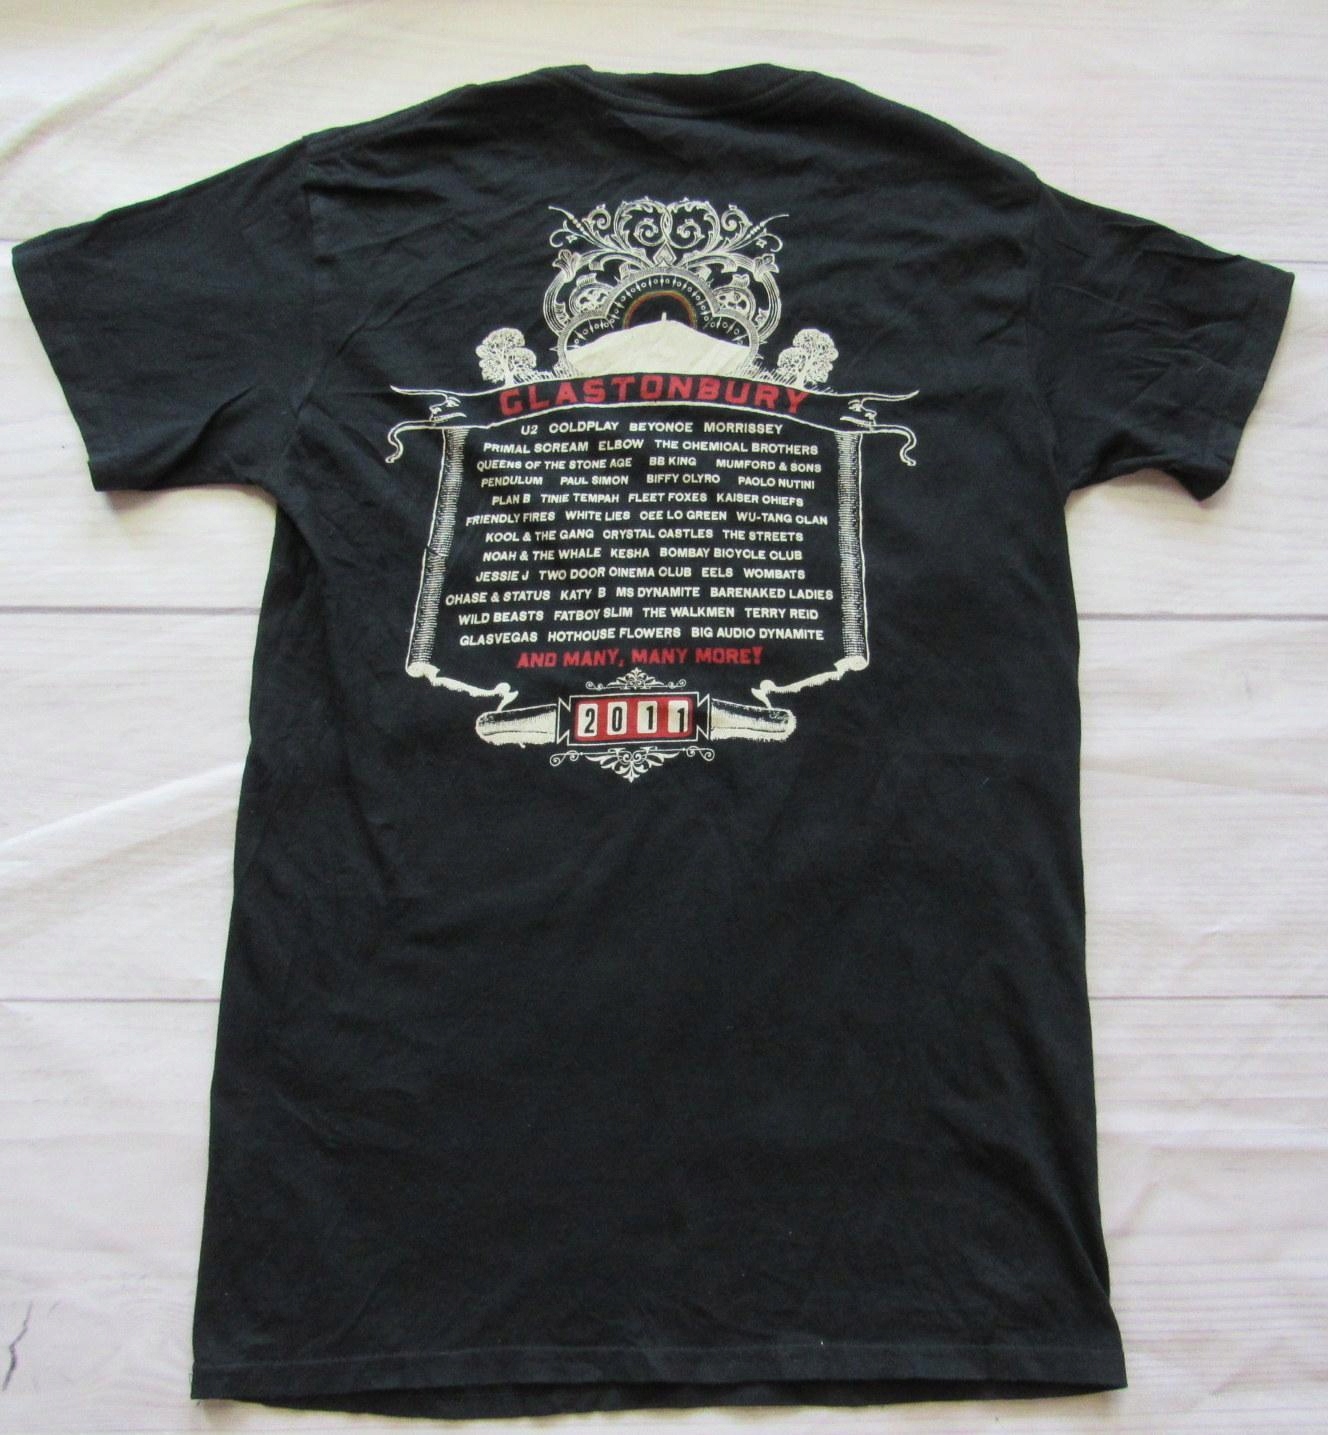 GLASTONBURY
U2 COLDPLAY BEYONCE MORRISSEY
PRIMAL SCREAM ELBOW THE CHEMICAL BROTHERS
QUEENS OF THE STONE AGE BB KING MUMFORD & SONS
PENDULUM PAUL SIMON BIFFY CLYRO PAOLO NUTINI
PLAN B TINIE TEMPAH FLEET FOXES KAISER CHIEFS
FRIENDLY FIRES WHITE LIES CEE LO GREEN WU-TANG CLAN
KOOL & THE GANG CRYSTAL CASTLES THE STREETS
NOAH & THE WHALE KESHA BOMBAY BICYCLE CLUB
JESSIE J TWO DOOR CINEMA CLUB EELS WOMBATS
CHASE & STATUS KATY B MS DYNAMITE BARENAKED LADIES
WILD BEASTS FATBOY SLIM THE WALKMEN TERRY REID
GLASVEGAS HOTHOUSE FLOWERS BIG AUDIO DYNAMITE
AND MANY, MANY MORE!
2011